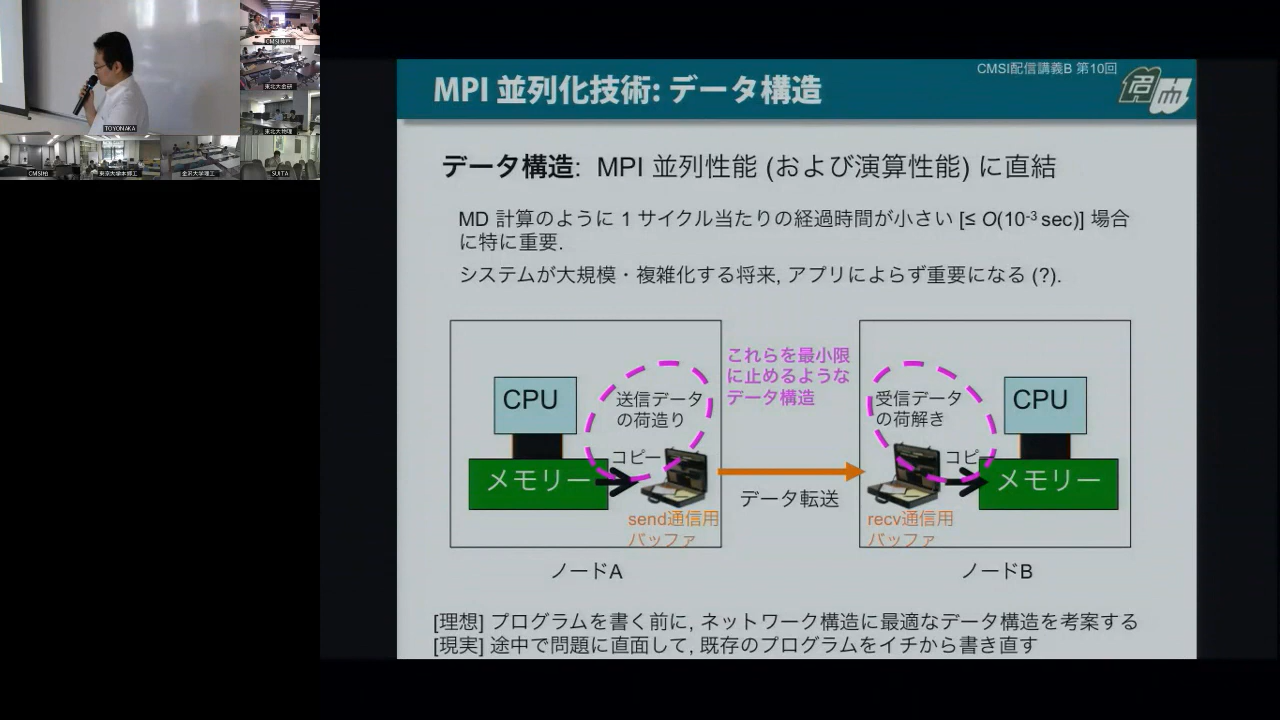 CMSI配信講義B 第10回
MPI 並列化技術: データ構造
データ構造: MPI 並列性能 (および演算性能) に直結
MD 計算のように 1 サイクル当たりの経過時間が小さい [≤ O(10-3 sec)] 場合
に特に重要.
システムが大規模・複雑化する将来, アプリによらず重要になる (?).
これらを最小限
に止めるような
データ構造
CPU
送信データ
の荷造り
コピー
メモリー
send通信用
バッファ
ノードA
データ転送
受信データ
の荷解き
CPU
コピー
メモリー
recv通信用
バッファ
ノードB
[理想] プログラムを書く前に, ネットワーク構造に最適なデータ構造を考案する
[現実] 途中で問題に直面して, 既存のプログラムをイチから書き直す
TOYONAKA
CMSI神戸
東北大金研
東北大物理
CMSI柏
東京大学本郷工
金沢大学理工
SUITA